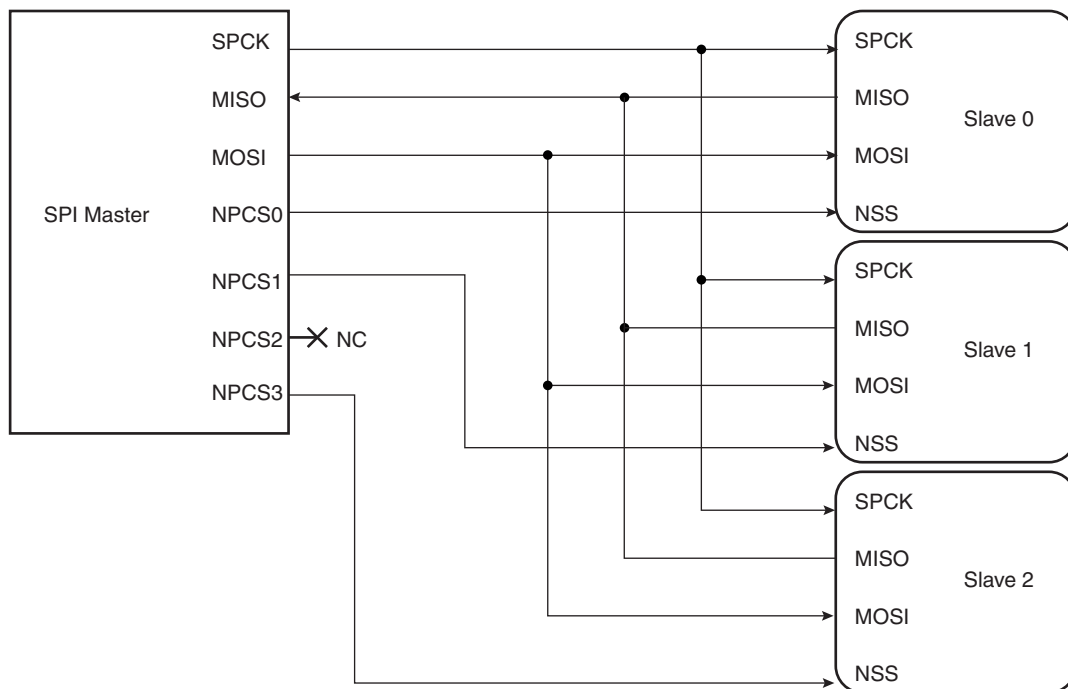 SPI Master
SPCK
MISO
MOSI
NPCS0
NPCS1
NPCS2
NC
NPCS3
SPCK
MISO
Slave 0
MOSI
NSS
SPCK
MISO
Slave 1
MOSI
NSS
SPCK
MISO
Slave 2
MOSI
NSS